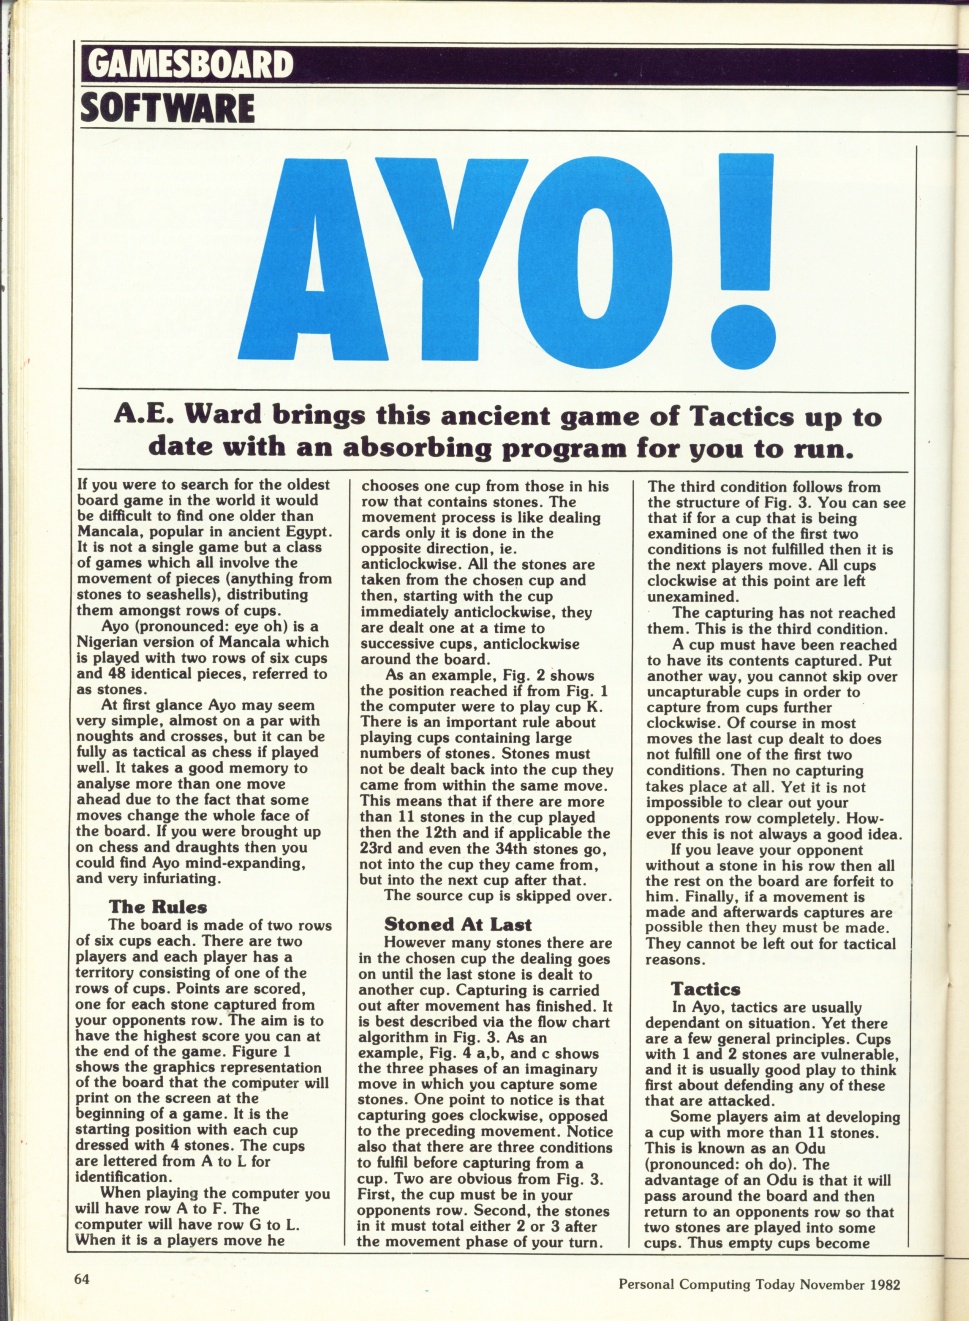 GAMESBOARD
SOFTWARE
AYO!
A.E. Ward brings this ancient game of Tactics up to
date with an absorbing program for you to run.
If you were to search for the oldest
board game in the world it would
be difficult to find one older than
Mancala, popular in ancient Egypt.
It is not a single game but a class
of games which all involve the
movement of pieces (anything from
stones to seashells), distributing
them amongst rows of cups.
Ayo (pronounced: eye oh) is a
Nigerian version of Mancala which
is played with two rows of six cups
and 48 identical pieces, referred to
as stones.
At first glance Ayo may seem
very simple, almost on a par with
noughts and crosses, but it can be
fully as tactical as chess if played
well. It takes a good memory to
analyse more than one move
ahead due to the fact that some
moves change the whole face of
the board. If you were brought up
on chess and draughts then you
could find Ayo mind-expanding,
and very infuriating.
The Rules
The board is made of two rows
of six cups each. There are two
players and each player has a
territory consisting of one of the
rows of cups. Points are scored,
one for each stone captured from
your opponents row. The aim is to
have the highest score you can at
the end of the game. Figure 1
shows the graphics representation
of the board that the computer will
print on the screen at the
beginning of a game. It is the
starting position with each cup
dressed with 4 stones. The cups
are lettered from A to L for
identification.
When playing the computer you
will have row A to F. The
computer will have row G to L.
When it is a players move he
chooses one cup from those in his
row that contains stones. The
movement process is like dealing
cards only it is done in the
opposite direction, ie.
anticlockwise. All the stones are
taken from the chosen cup and
then, starting with the cup
immediately anticlockwise, they
are dealt one at a time to
successive cups, anticlockwise
around the board.
As an example, Fig. 2 shows
the position reached if from Fig. 1
the computer were to play cup K.
There is an important rule about
playing cups containing large
numbers of stones. Stones must
not be dealt back into the cup they
came from within the same move.
This means that if there are more
than 11 stones in the cup played
then the 12th and if applicable the
23rd and even the 34th stones go,
not into the cup they came from,
but into the next cup after that.
The source cup is skipped over.
Stoned At Last
However many stones there are
in the chosen cup the dealing goes
on until the last stone is dealt to
another cup. Capturing is carried
out after movement has finished. It
is best described via the flow chart
algorithm in Fig. 3. As an
example, Fig. 4 a,b, and c shows
the three phases of an imaginary
move in which you capture some
stones. One point to notice is that
capturing goes clockwise, opposed
to the preceding movement. Notice
also that there are three conditions
to fulfil before capturing from a
cup. Two are obvious from Fig. 3.
First, the cup must be in your
opponents row. Second, the stones
in it must total either 2 or 3 after
the movement phase of your turn.
The third condition follows from
the structure of Fig. 3. You can see
that if for a cup that is being
examined one of the first two
conditions is not fulfilled then it is
the next players move. All cups
clockwise at this point are left
unexamined.
The capturing has not reached
them. This is the third condition.
A cup must have been reached
to have its contents captured. Put
another way, you cannot skip over
uncapturable cups in order to
capture from cups further
clockwise. Of course in most
moves the last cup dealt to does
not fulfill one of the first two
conditions. Then no capturing
takes place at all. Yet it is not
impossible to clear out your
opponents row completely. How-
ever this is not always a good idea.
If you leave your opponent
without a stone in his row then all
the rest on the board are forfeit to
him. Finally, if a movement is
made and afterwards captures are
possible then they must be made.
They cannot be left out for tactical
reasons.
Tactics
In Ayo, tactics are usually
dependant on situation. Yet there
are a few general principles. Cups
with 1 and 2 stones are vulnerable,
and it is usually good play to think
first about defending any of these
that are attacked.
Some players aim at developing
a cup with more than 11 stones.
This is known as an Odu
(pronounced: oh do). The
advantage of an Odu is that it will
pass around the board and then
return to an opponents row so that
two stones are played into some
cups. Thus empty cups become
64
Personal Computing Today November 1982